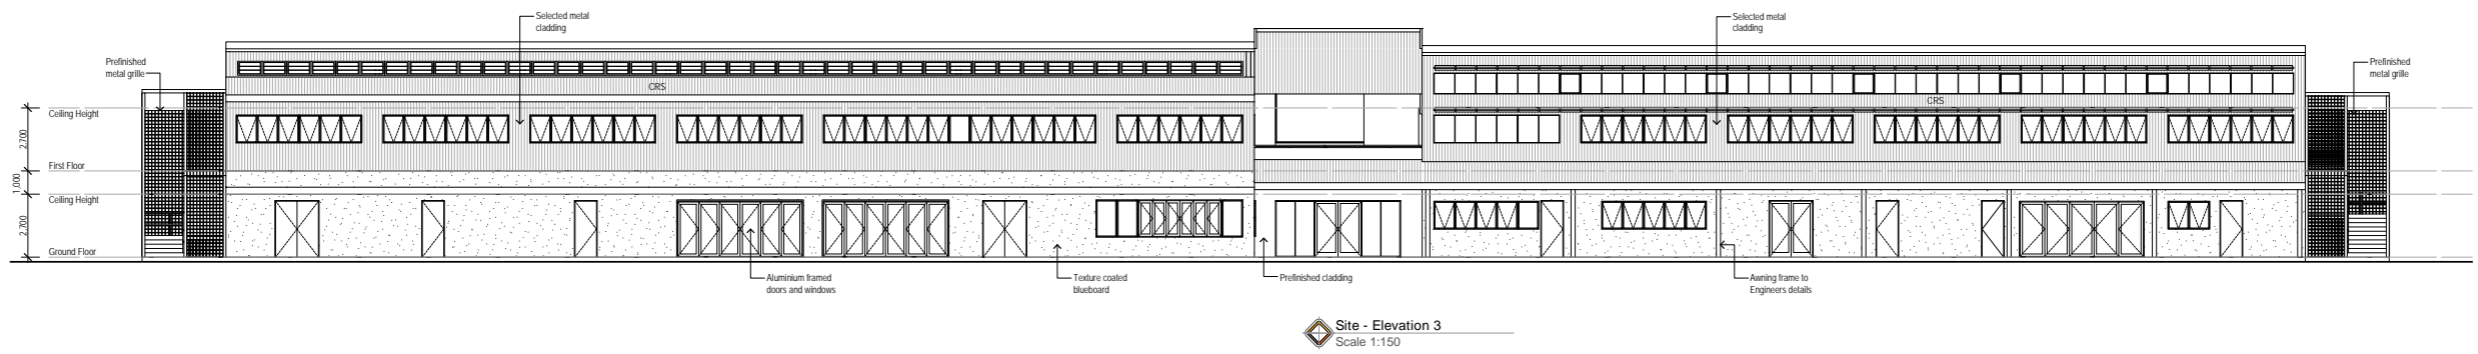 Selected metal
cladding
Selected metal
cladding
Prefinished
metal grille
Prefinished
metal grille
CRS
CRS
Ceiling Height
2,700
First Floor
1,000
Ceiling Height
2,700
Ground Floor
Aluminium framed
doors and windows
Texture coated
blueboard
Prefinished cladding
Awning frame to
Engineers details
Site - Elevation 3
Scale 1:150